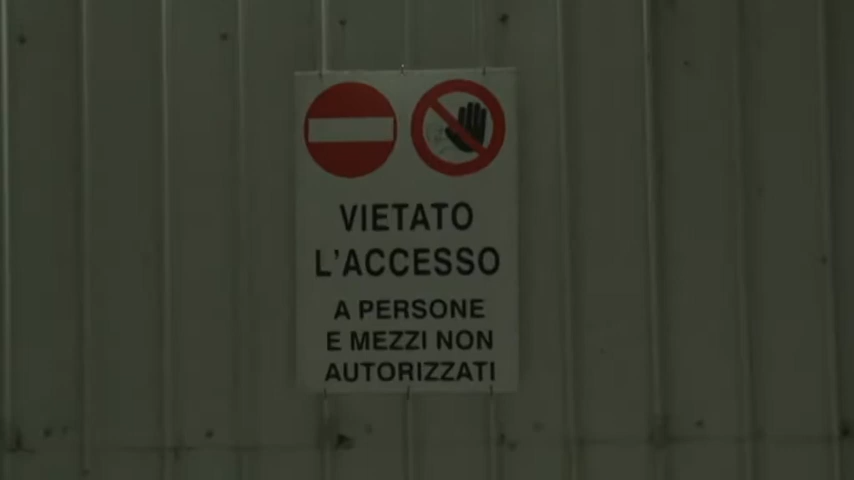 VIETATO
L'ACCESSO
A PERSONE
E MEZZI NON
AUTORIZZATI